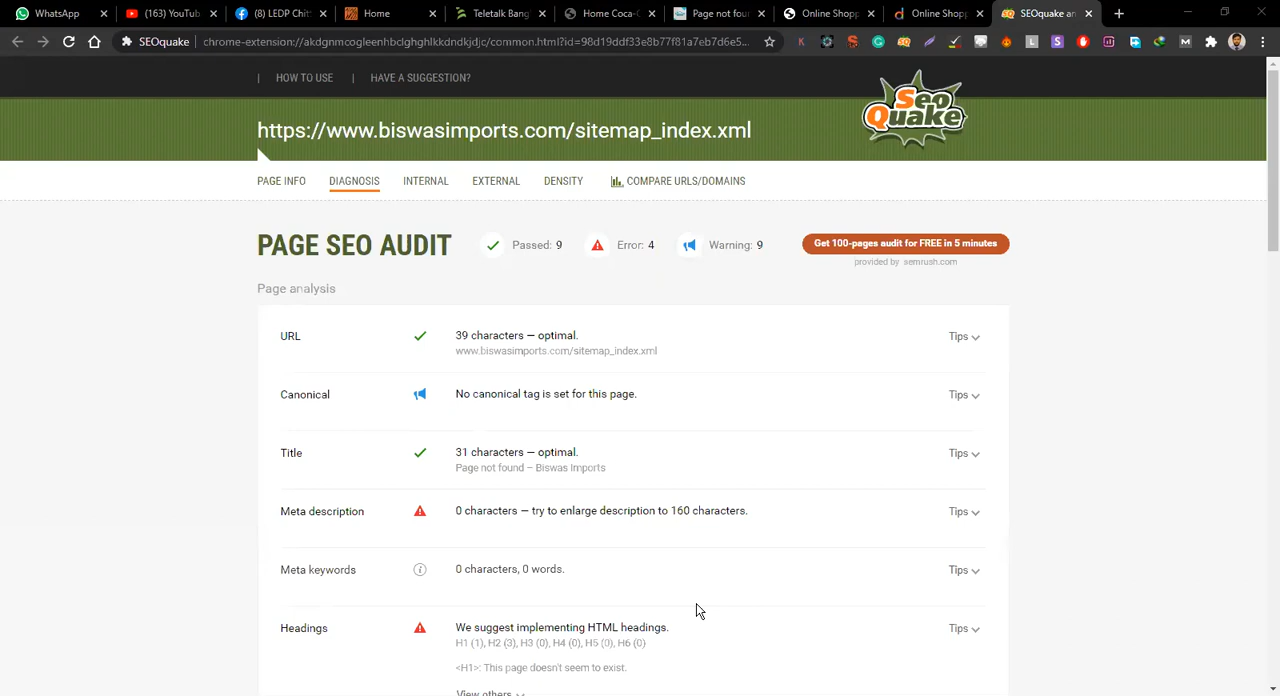 WhatsApp
(163) YouTub
(8) LEDP Chitt
Home
Teletalk Bang
Home Coca-C
Page not fou
Online Shopp
Online Shopp
SEOquake an
SEOquake
chrome-extension://akdgnmcogleenhbclghghlkkdndkjdjc/common.html?id=98d19ddf33e8b77f81a7eb7d6e5...
| HOW TO USE | HAVE A SUGGESTION?
https://www.biswasimports.com/sitemap_index.xml
Seo
Quake
PAGE INFO
DIAGNOSIS
INTERNAL
EXTERNAL
DENSITY
COMPARE URLS/DOMAINS
PAGE SEO AUDIT
Passed: 9
Error: 4
Warning: 9
Get 100-pages audit for FREE in 5 minutes
provided by semrush.com
Page analysis
URL
39 characters — optimal.
Tips
www.biswasimports.com/sitemap_index.xml
Canonical
No canonical tag is set for this page.
Tips
Title
31 characters — optimal.
Tips
Page not found – Biswas Imports
Meta description
0 characters — try to enlarge description to 160 characters.
Tips
Meta keywords
0 characters, 0 words.
Tips
Headings
We suggest implementing HTML headings.
Tips
H1 (1), H2 (3), H3 (0), H4 (0), H5 (0), H6 (0)
<H1>: This page doesn't seem to exist.
View others